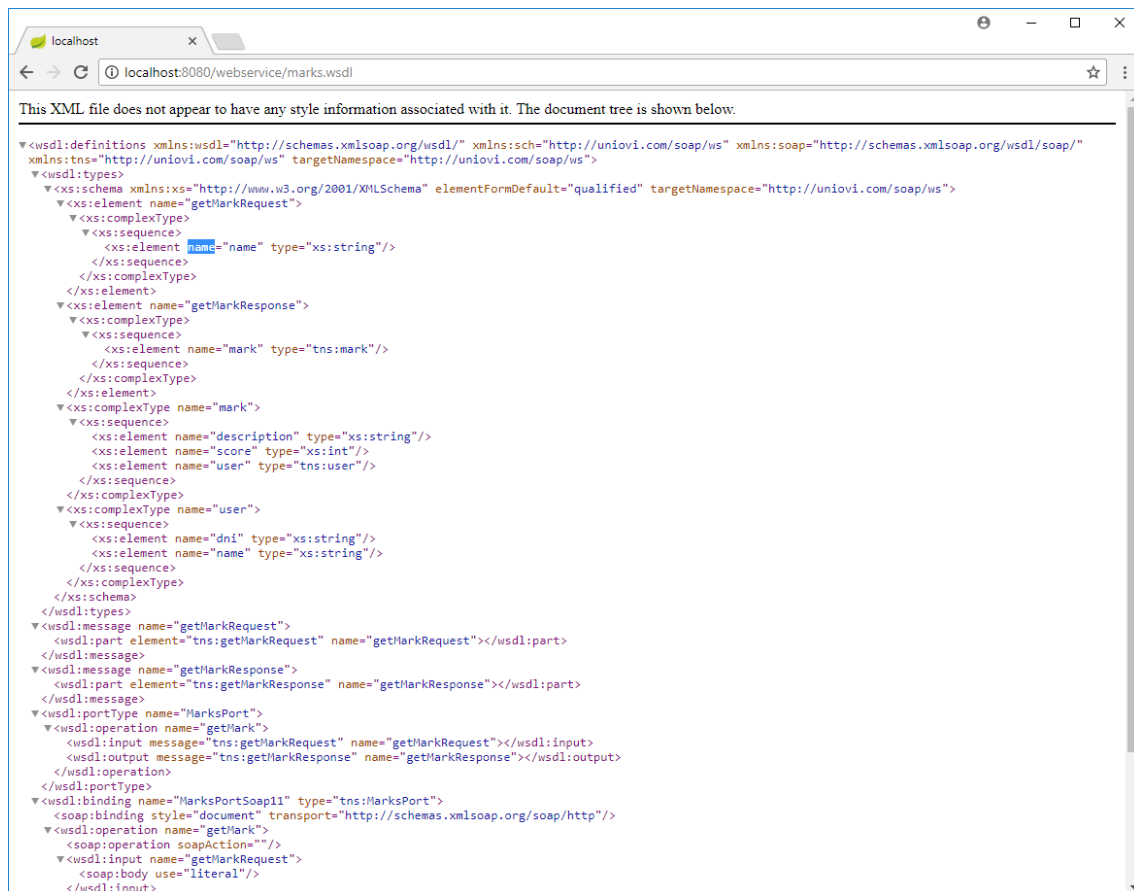 localhost
localhost:8080/webservice/marks.wsdl
This XML file does not appear to have any style information associated with it. The document tree is shown below.
▼<wsdl:definitions xmlns:wsdl="http://schemas.xmlsoap.org/wsdl/" xmlns:sch="http://uniovi.com/soap/ws" xmlns:soap="http://schemas.xmlsoap.org/wsdl/soap/"
xmlns:tns="http://uniovi.com/soap/ws" targetNamespace="http://uniovi.com/soap/ws">
▼<wsdl:types>
▼<xs:schema xmlns:xs="http://www.w3.org/2001/XMLSchema" elementFormDefault="qualified" targetNamespace="http://uniovi.com/soap/ws">
▼<xs:element name="getMarkRequest">
▼<xs:complexType>
▼<xs:sequence>
<xs:element name="name" type="xs:string"/>
</xs:sequence>
</xs:complexType>
</xs:element>
▼<xs:element name="getMarkResponse">
▼<xs:complexType>
▼<xs:sequence>
<xs:element name="mark" type="tns:mark"/>
</xs:sequence>
</xs:complexType>
</xs:element>
▼<xs:complexType name="mark">
▼<xs:sequence>
<xs:element name="description" type="xs:string"/>
<xs:element name="score" type="xs:int"/>
<xs:element name="user" type="tns:user"/>
</xs:sequence>
</xs:complexType>
▼<xs:complexType name="user">
▼<xs:sequence>
<xs:element name="dni" type="xs:string"/>
<xs:element name="name" type="xs:string"/>
</xs:sequence>
</xs:complexType>
</xs:schema>
</wsdl:types>
▼<wsdl:message name="getMarkRequest">
<wsdl:part element="tns:getMarkRequest" name="getMarkRequest"></wsdl:part>
</wsdl:message>
▼<wsdl:message name="getMarkResponse">
<wsdl:part element="tns:getMarkResponse" name="getMarkResponse"></wsdl:part>
</wsdl:message>
▼<wsdl:portType name="MarksPort">
▼<wsdl:operation name="getMark">
<wsdl:input message="tns:getMarkRequest" name="getMarkRequest"></wsdl:input>
<wsdl:output message="tns:getMarkResponse" name="getMarkResponse"></wsdl:output>
</wsdl:operation>
</wsdl:portType>
▼<wsdl:binding name="MarksPortSoap11" type="tns:MarksPort">
<soap:binding style="document" transport="http://schemas.xmlsoap.org/soap/http"/>
▼<wsdl:operation name="getMark">
<soap:operation soapAction=""/>
▼<wsdl:input name="getMarkRequest">
<soap:body use="literal"/>
</wsdl:input>